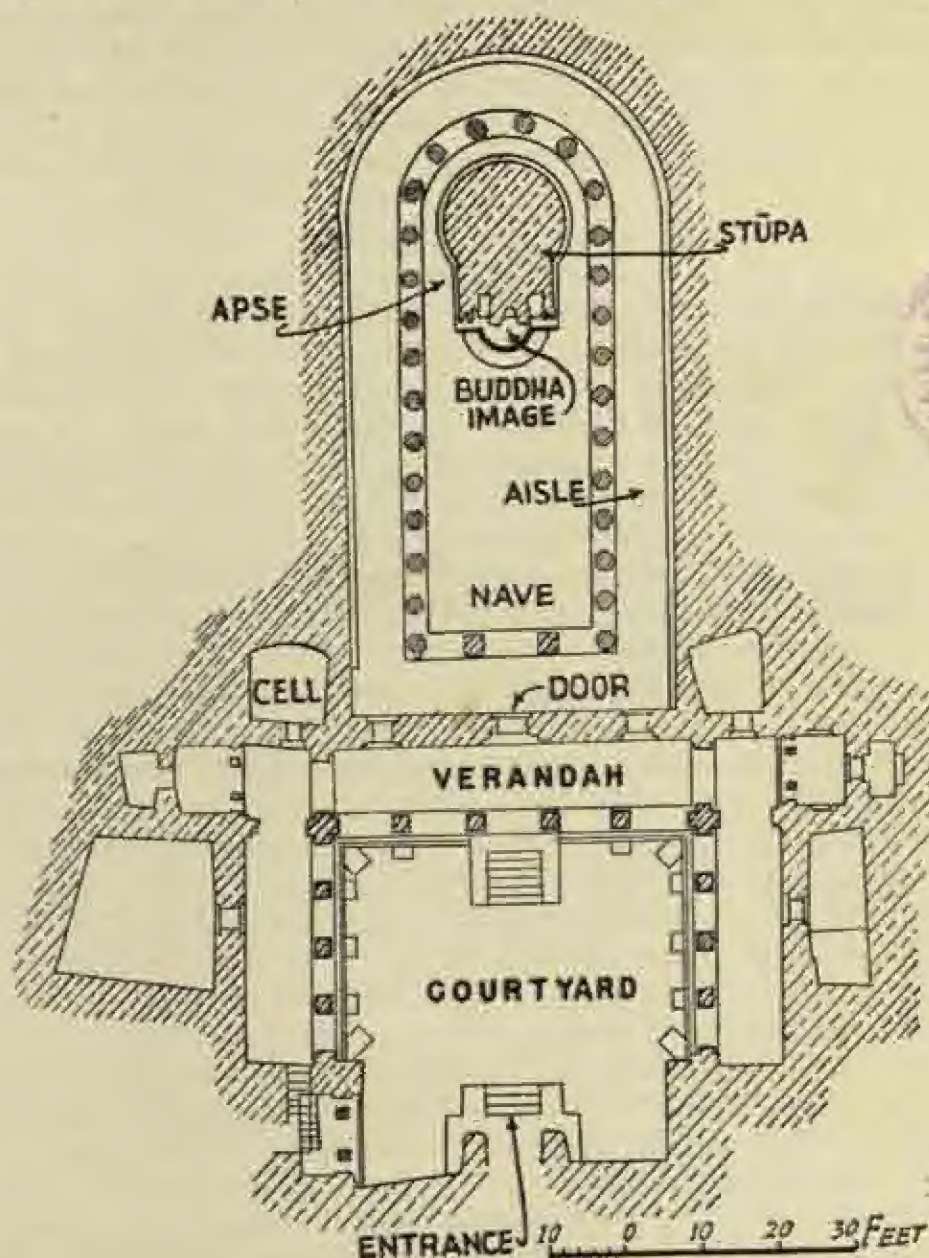 STŪPA
APSE
BUDDHA
IMAGE
AISLE
NAVE
CELL
DOOR
VERANDAH
COURTYARD
ENTRANCE
10 0 10 20 30 FEET